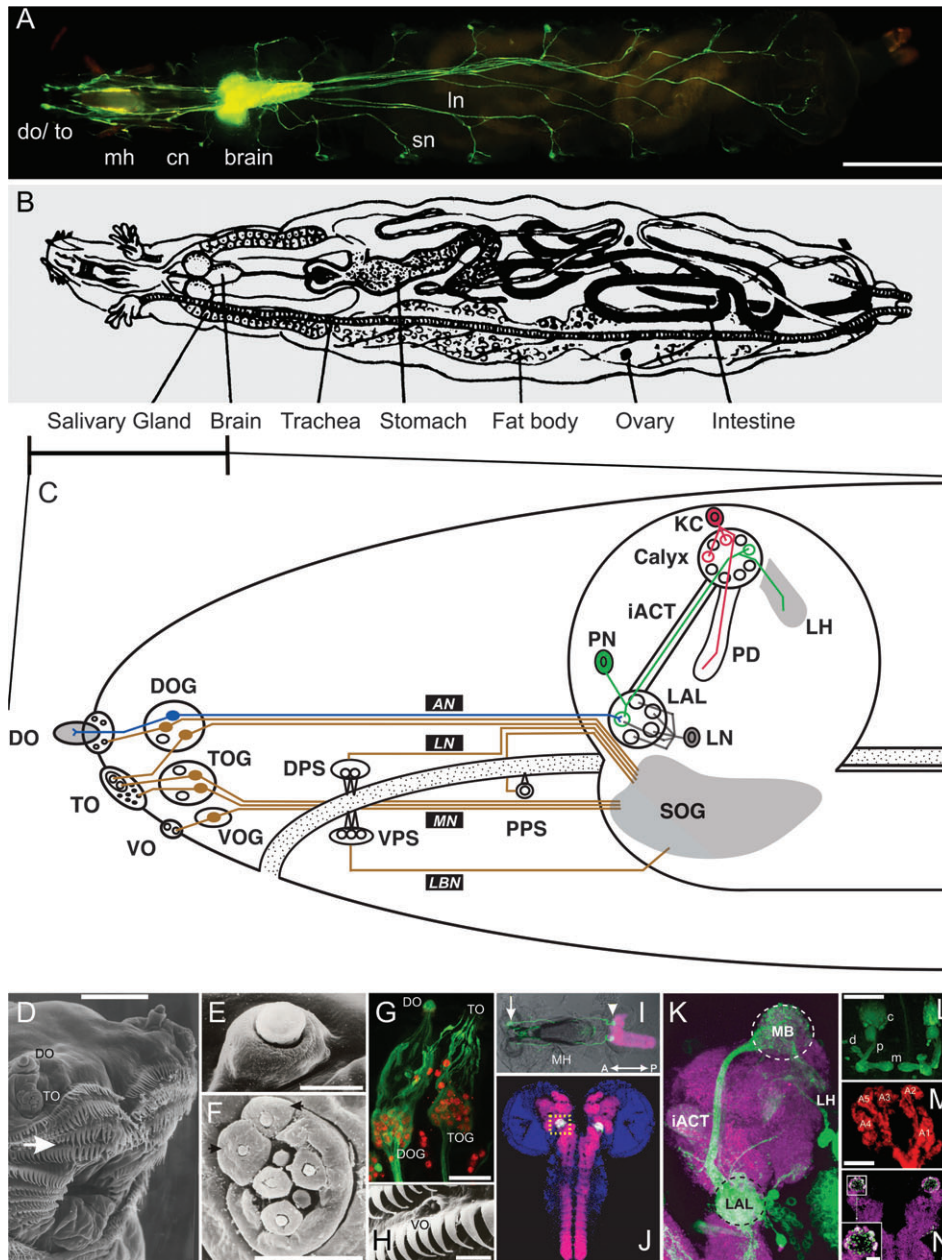 A
do/ to
mh cn brain
ln
sn
B
Salivary Gland Brain Trachea Stomach Fat body Ovary Intestine
C
KC
Calyx
iACT
LH
PN
PD
DOG
AN
LAL
DO
LN
LN
DPS
TOG
TO
SOG
MN
PPS
VO
VOG
VPS
LBN
D
DO
TO
E
F
G
DO
TO
TOG
DOG
H
VO
I
MH
A P
J
K
MB
iACT
LH
LAL
L
c
d
p
m
M
A5 A3 A2
A4 A1
N